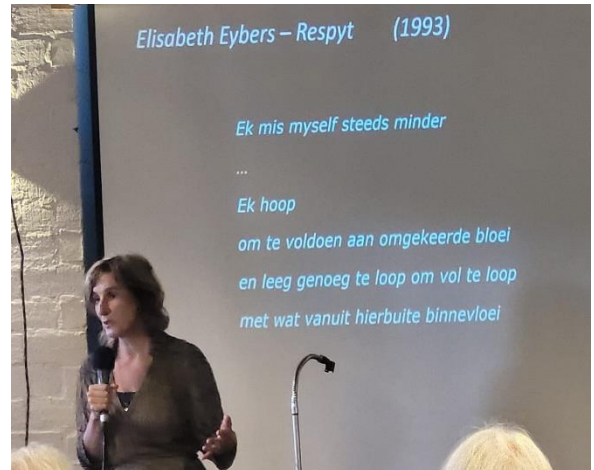 Elisabeth Eybers – Respyt (1993)
Ek mis myself steeds minder
...
Ek hoop
om te voldoen aan omgekeerde bloei
en leeg genoeg te loop om vol te loop
met wat vanuit hierbuite binnevloei